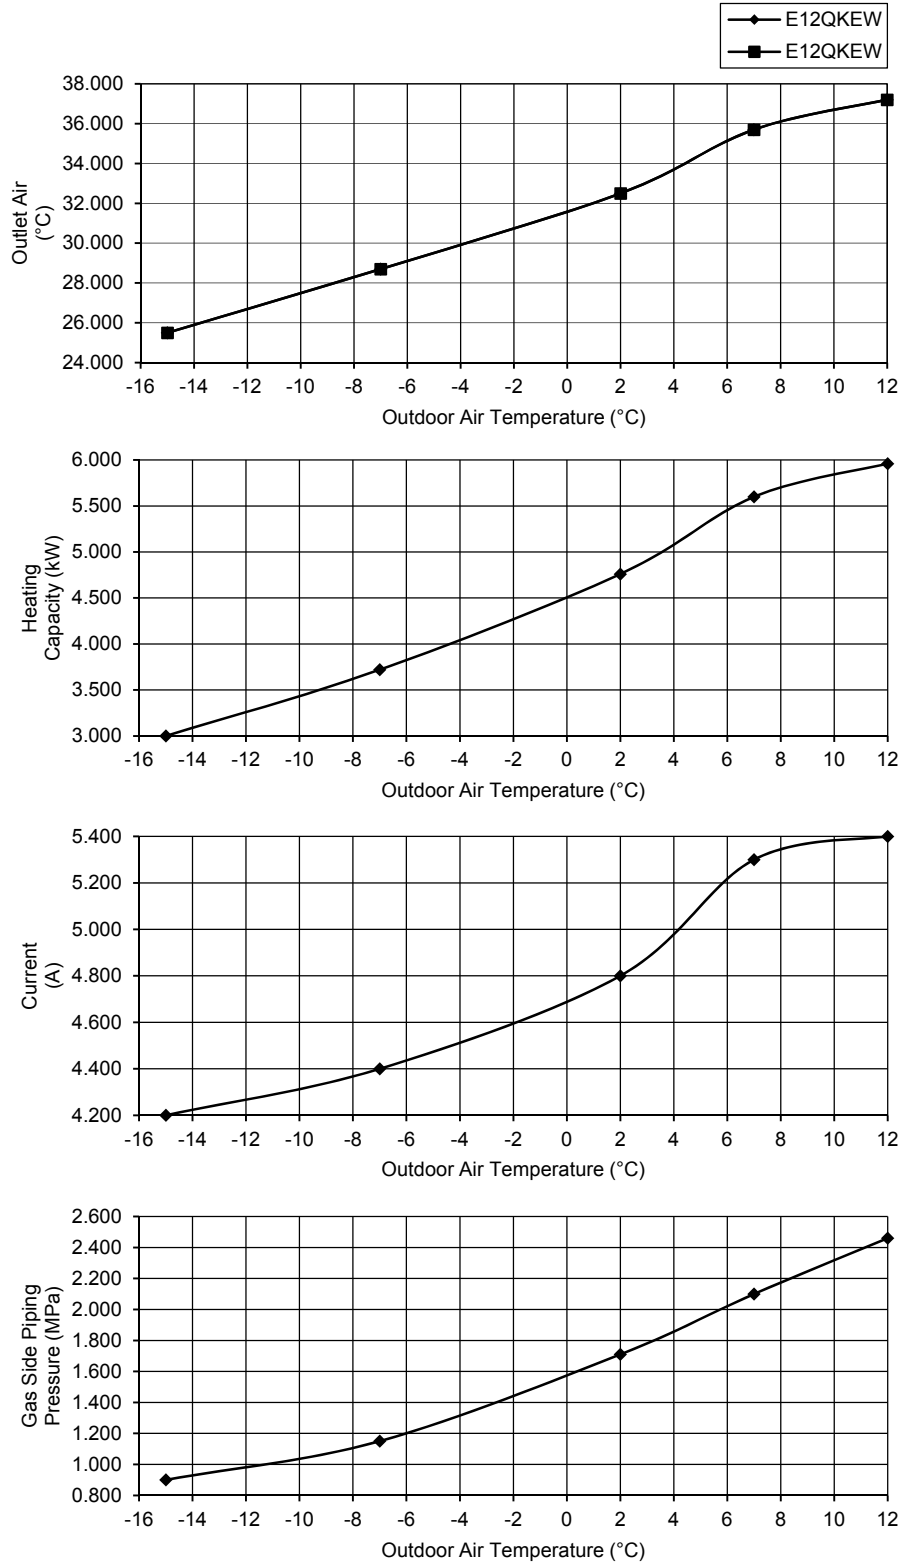 E12QKEW
E12QKEW
38.000
36.000
34.000
32.000
30.000
28.000
26.000
24.000
Outlet Air
(°C)
-16 -14 -12 -10 -8 -6 -4 -2 0 2 4 6 8 10 12
Outdoor Air Temperature (°C)
6.000
5.500
5.000
4.500
4.000
3.500
3.000
Heating
Capacity (kW)
-16 -14 -12 -10 -8 -6 -4 -2 0 2 4 6 8 10 12
Outdoor Air Temperature (°C)
5.400
5.200
5.000
4.800
4.600
4.400
4.200
Current
(A)
-16 -14 -12 -10 -8 -6 -4 -2 0 2 4 6 8 10 12
Outdoor Air Temperature (°C)
2.600
2.400
2.200
2.000
1.800
1.600
1.400
1.200
1.000
0.800
Gas Side Piping
Pressure (MPa)
-16 -14 -12 -10 -8 -6 -4 -2 0 2 4 6 8 10 12
Outdoor Air Temperature (°C)